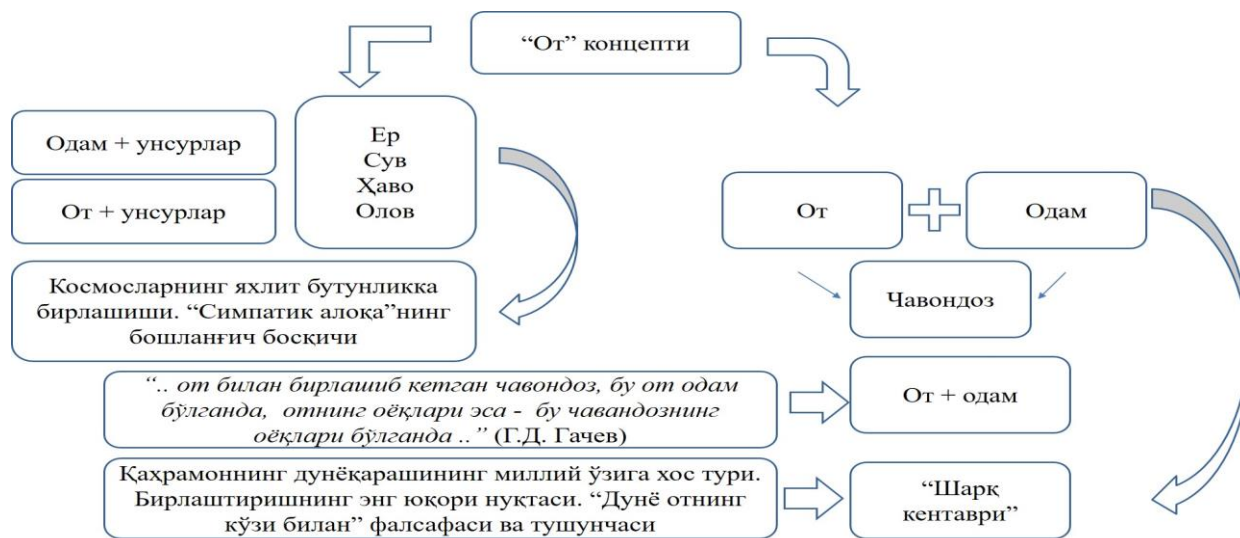 “От” концепти
Одам + унсурлар
От + унсурлар
Ер
Сув
Ҳаво
Олов
От
Одам
Чавондоз
Космосларнинг яхлит бутунликка
бирлашиши. “Симпатик алоқа”нинг
бошланғич босқичи
“.. от билан бирлашиб кетган чавондоз, бу от одам
бўлганда, отнинг оёқлари эса - бу чавандознинг
оёқлари бўлганда ..” (Г.Д. Гачев)
От + одам
Қаҳрамоннинг дунёқарашининг миллий ўзига хос тури.
Бирлаштиришнинг энг юқори нуқтаси. “Дунё отнинг
кўзи билан” фалсафаси ва тушунчаси
“Шарқ
кентаври”